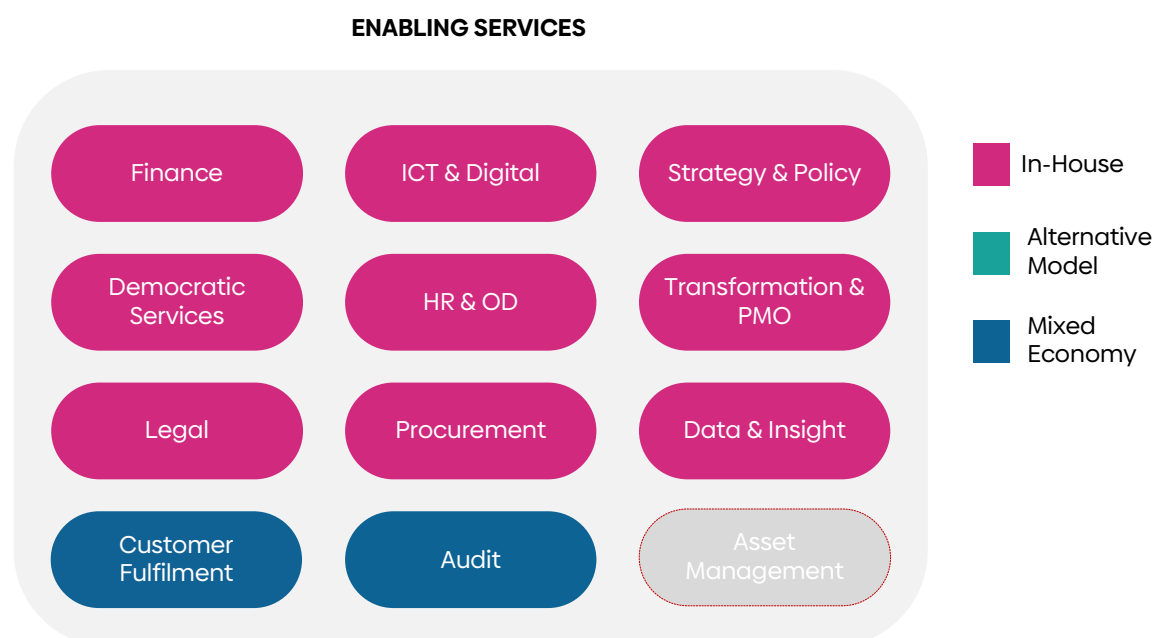 ENABLING SERVICES
Finance
ICT & Digital
Strategy & Policy
Democratic
Services
HR & OD
Transformation &
PMO
Legal
Procurement
Data & Insight
Customer
Fulfilment
Audit
Asset
Management
In-House
Alternative
Model
Mixed
Economy